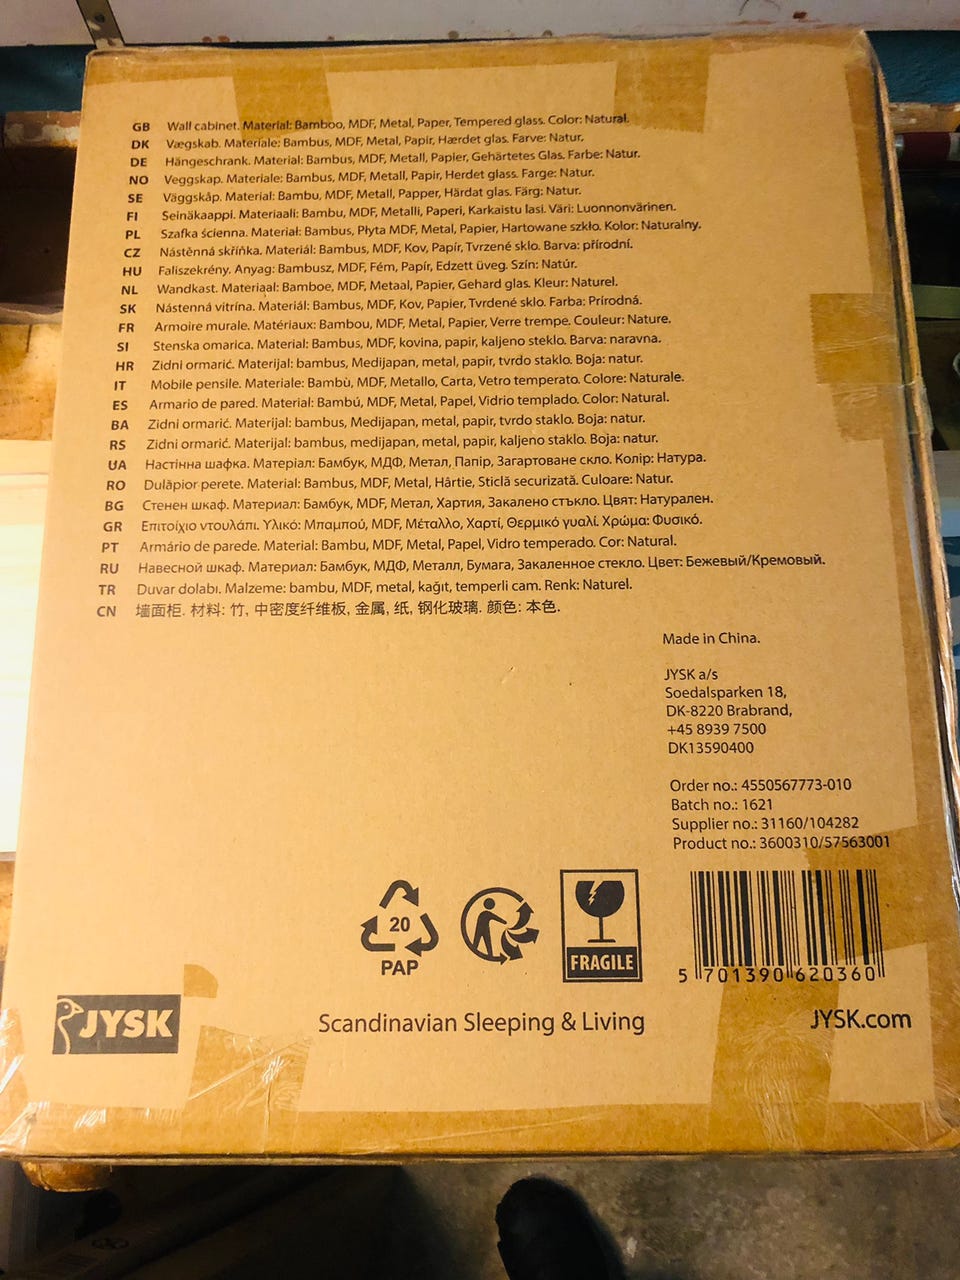 GB Wall cabinet. Material: Bamboo, MDF, Metal, Paper, Tempered glass. Color: Natural.
DK Vægskab. Materiale: Bambus, MDF, Metal, Papir, Hærdet glas. Farve: Natur.
DE Hängeschrank. Material: Bambus, MDF, Metall, Papier, Gehärtetes Glas. Farbe: Natur.
NO Veggskap. Materiale: Bambus, MDF, Metall, Papir, Herdet glass. Farge: Natur.
SE Väggskåp. Material: Bambu, MDF, Metall, Papper, Härdat glas. Färg: Natur.
FI Seinäkaappi. Materiaali: Bambu, MDF, Metalli, Paperi, Karkaistu lasi. Väri: Luonnonvärinen.
PL Szafka ścienna. Materiał: Bambus, Płyta MDF, Metal, Papier, Hartowane szkło. Kolor: Naturalny.
CZ Nástěnná skříňka. Materiál: Bambus, MDF, Kov, Papír, Tvrzené sklo. Barva: přírodní.
HU Faliszekrény. Anyag: Bambusz, MDF, Fém, Papír, Edzett üveg. Szín: Natúr.
NL Wandkast. Materiaal: Bamboe, MDF, Metaal, Papier, Gehard glas. Kleur: Naturel.
SK Nástenná vitrína. Materiál: Bambus, MDF, Kov, Papier, Tvrdené sklo. Farba: Prírodná.
FR Armoire murale. Matériaux: Bambou, MDF, Metal, Papier, Verre trempe. Couleur: Nature.
SI Stenska omarica. Material: Bambus, MDF, kovina, papir, kaljeno steklo. Barva: naravna.
HR Zidni ormarić. Materijal: bambus, Medijapan, metal, papir, tvrdo staklo. Boja: natur.
IT Mobile pensile. Materiale: Bambù, MDF, Metallo, Carta, Vetro temperato. Colore: Naturale.
ES Armario de pared. Material: Bambú, MDF, Metal, Papel, Vidrio templado. Color: Natural.
BA Zidni ormarić. Materijal: bambus, Medijapan, metal, papir, tvrdo staklo. Boja: natur.
RS Zidni ormarić. Materijal: bambus, medijapan, metal, papir, kaljeno staklo. Boja: natur.
UA Настінна шафка. Матеріал: Бамбук, МДФ, Метал, Папір, Загартоване скло. Колір: Натура.
RO Dulăpior perete. Material: Bambus, MDF, Metal, Hârtie, Sticlă securizată. Culoare: Natur.
BG Стенен шкаф. Материал: Бамбук, MDF, Метал, Хартия, Закалено стъкло. Цвят: Натурален.
GR Επιτοίχιο ντουλάπι. Υλικό: Μπαμπού, MDF, Μέταλλο, Χαρτί, Θερμικό γυαλί. Χρώμα: Φυσικό.
PT Armário de parede. Material: Bambu, MDF, Metal, Papel, Vidro temperado. Cor: Natural.
RU Навесной шкаф. Материал: Бамбук, МДФ, Металл, Бумага, Закаленное стекло. Цвет: Бежевый/Кремовый.
TR Duvar dolabı. Malzeme: bambu, MDF, metal, kağıt, temperli cam. Renk: Naturel.
CN 墙面柜. 材料: 竹, 中密度纤维板, 金属, 纸, 钢化玻璃. 颜色: 本色.
Made in China.
JYSK a/s
Soedalsparken 18,
DK-8220 Brabrand,
+45 8939 7500
DK13590400
Order no.: 4550567773-010
Batch no.: 1621
Supplier no.: 31160/104282
Product no.: 3600310/57563001
20
PAP
FRAGILE
5 701390 620360
JYSK
Scandinavian Sleeping & Living
JYSK.com